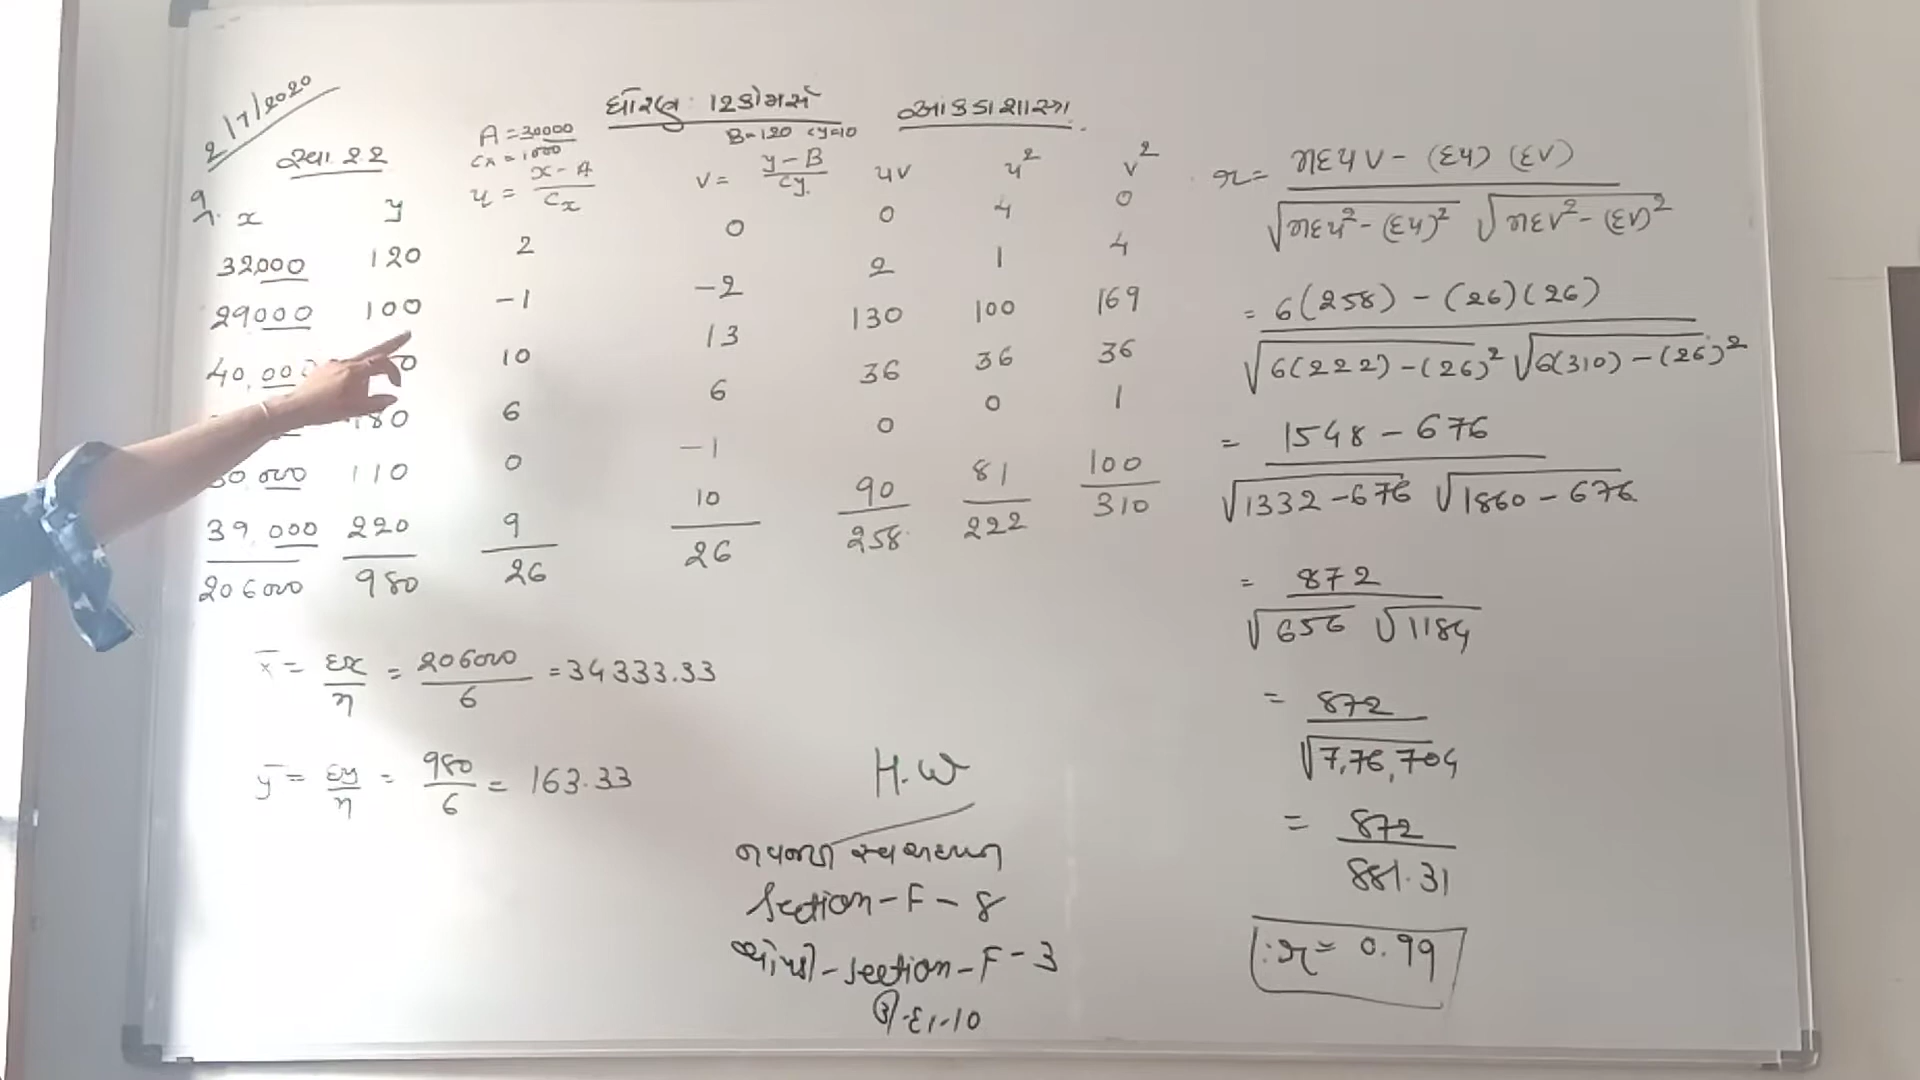 2/7/2020
ધોરણ : 12 કોમર્સ આંકડાશાસ્ત્ર.
સ્વા. 2.2
A = 30000 B = 120 cy = 10
Cx = 1000
x y u = x - A / Cx v = y - B / Cy. uv u² v²
32000 120 2 0 0 4 0
29000 100 -1 -2 2 1 4
40,000 10 13 130 100 169
180 6 6 36 36 36
110 0 -1 0 0 1
39,000 220 9 10 90 81 100
206000 980 26 26 258 222 310
x̄ = Σx / n = 206000 / 6 = 34333.33
ȳ = Σy / n = 980 / 6 = 163.33
H.W
Section - F - 8
section - F - 3
r = nΣuv - (Σu) (Σv) / √nΣu² - (Σu)² √nΣv² - (Σv)²
= 6(258) - (26)(26) / √6(222) - (26)² √6(310) - (26)²
= 1548 - 676 / √1332 - 676 √1860 - 676
= 872 / √656 √1184
= 872 / √7,76,704
= 872 / 881.31
∴ r = 0.99